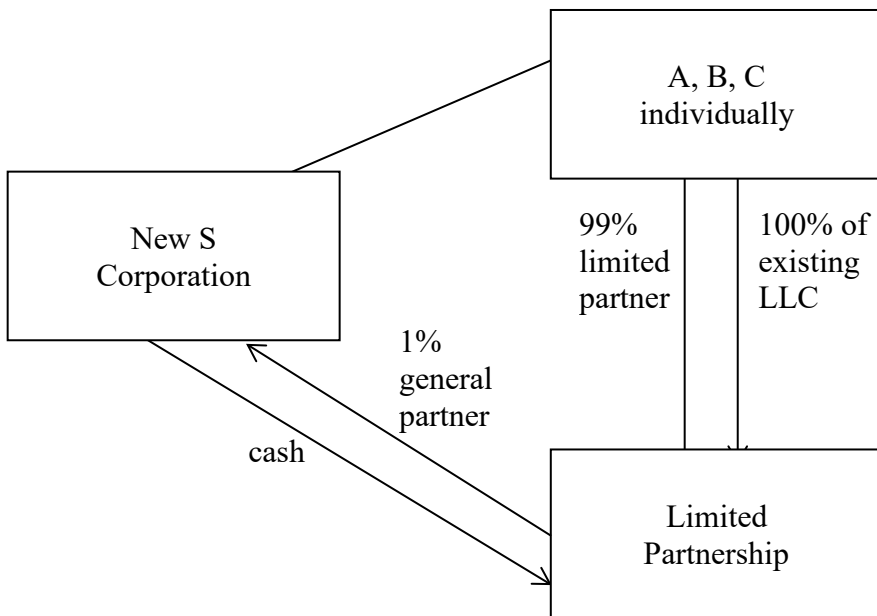 A, B, C
individually
New S
Corporation
99%
limited
partner
100% of
existing
LLC
1%
general
partner
cash
Limited
Partnership